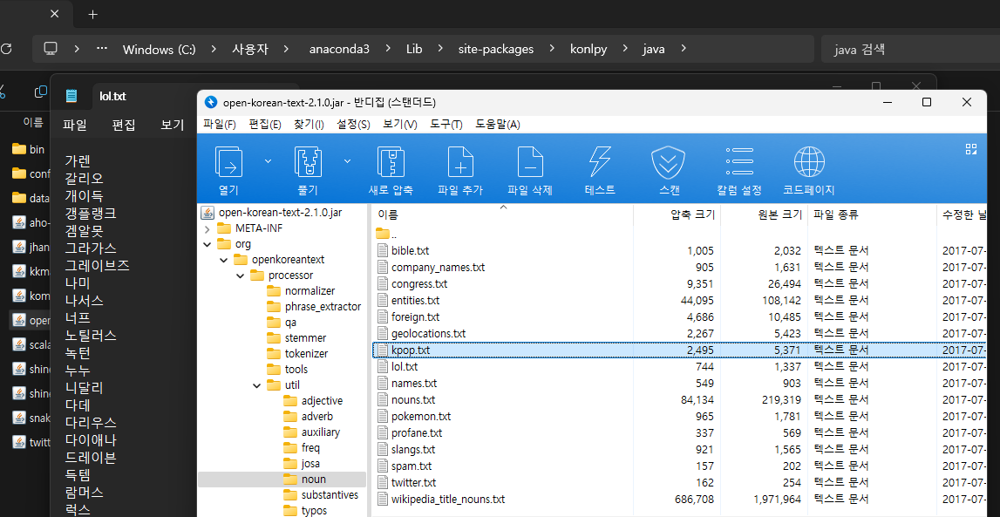 Windows (C:) 사용자 anaconda3 Lib site-packages konlpy java
java 검색
이름
bin
conf
data
aho-
jhan
kkm
kom
open
scala
shin
shin
snak
twitt
lol.txt
파일 편집 보기
가렌
갈리오
개이득
갱플랭크
겜알못
그라가스
그레이브즈
나미
나서스
너프
노틸러스
녹턴
누누
니달리
다데
다리우스
다이애나
드레이븐
득템
람머스
럭스
open-korean-text-2.1.0.jar - 반디집 (스탠더드)
파일(F) 편집(E) 찾기(I) 설정(S) 보기(V) 도구(T) 도움말(A)
열기 풀기 새로 압축 파일 추가 파일 삭제 테스트 스캔 칼럼 설정 코드페이지
open-korean-text-2.1.0.jar
META-INF
org
openkoreantext
processor
normalizer
phrase_extractor
qa
stemmer
tokenizer
tools
util
adjective
adverb
auxiliary
freq
josa
noun
substantives
typos
이름 압축 크기 원본 크기 파일 종류 수정한 날
..
bible.txt 1,005 2,032 텍스트 문서 2017-07-
company_names.txt 905 1,631 텍스트 문서 2017-07-
congress.txt 9,351 26,494 텍스트 문서 2017-07-
entities.txt 44,095 108,142 텍스트 문서 2017-07-
foreign.txt 4,686 10,485 텍스트 문서 2017-07-
geolocations.txt 2,267 5,423 텍스트 문서 2017-07-
kpop.txt 2,495 5,371 텍스트 문서 2017-07-
lol.txt 744 1,337 텍스트 문서 2017-07-
names.txt 549 903 텍스트 문서 2017-07-
nouns.txt 84,134 219,319 텍스트 문서 2017-07-
pokemon.txt 965 1,781 텍스트 문서 2017-07-
profane.txt 337 569 텍스트 문서 2017-07-
slangs.txt 921 1,565 텍스트 문서 2017-07-
spam.txt 157 202 텍스트 문서 2017-07-
twitter.txt 162 254 텍스트 문서 2017-07-
wikipedia_title_nouns.txt 686,708 1,971,964 텍스트 문서 2017-07-